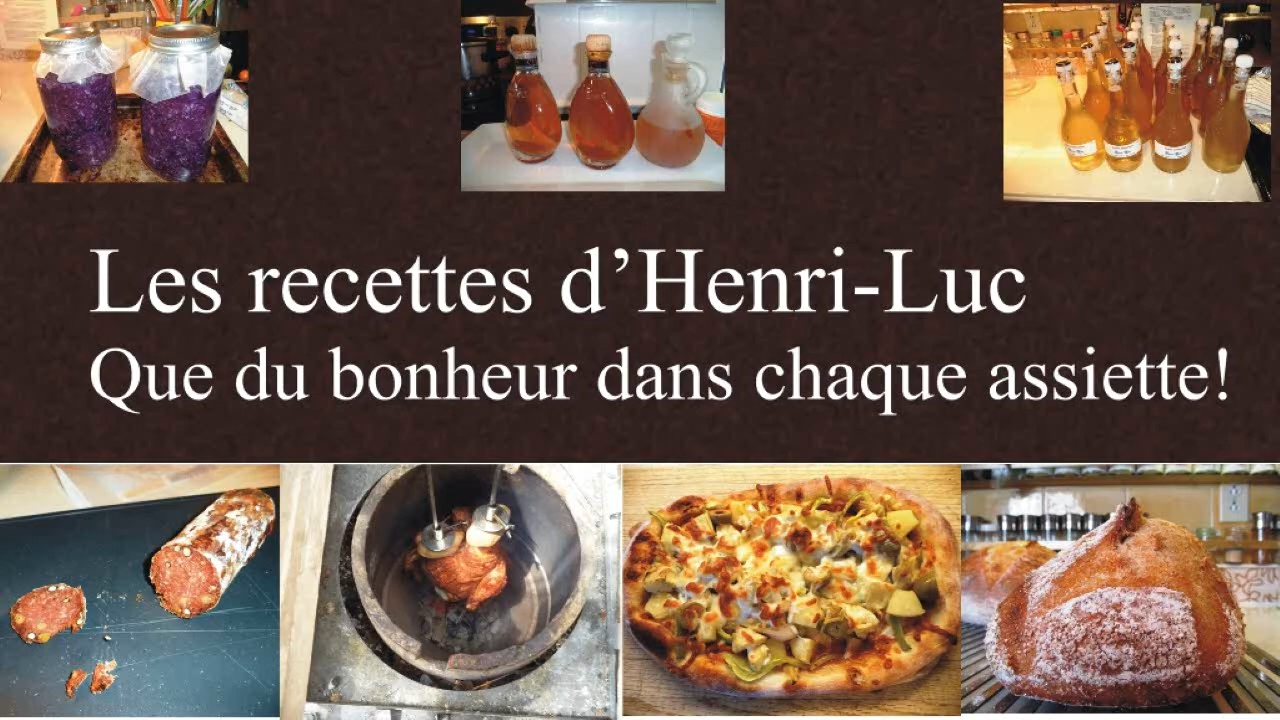 Les recettes d’Henri-Luc
Que du bonheur dans chaque assiette!